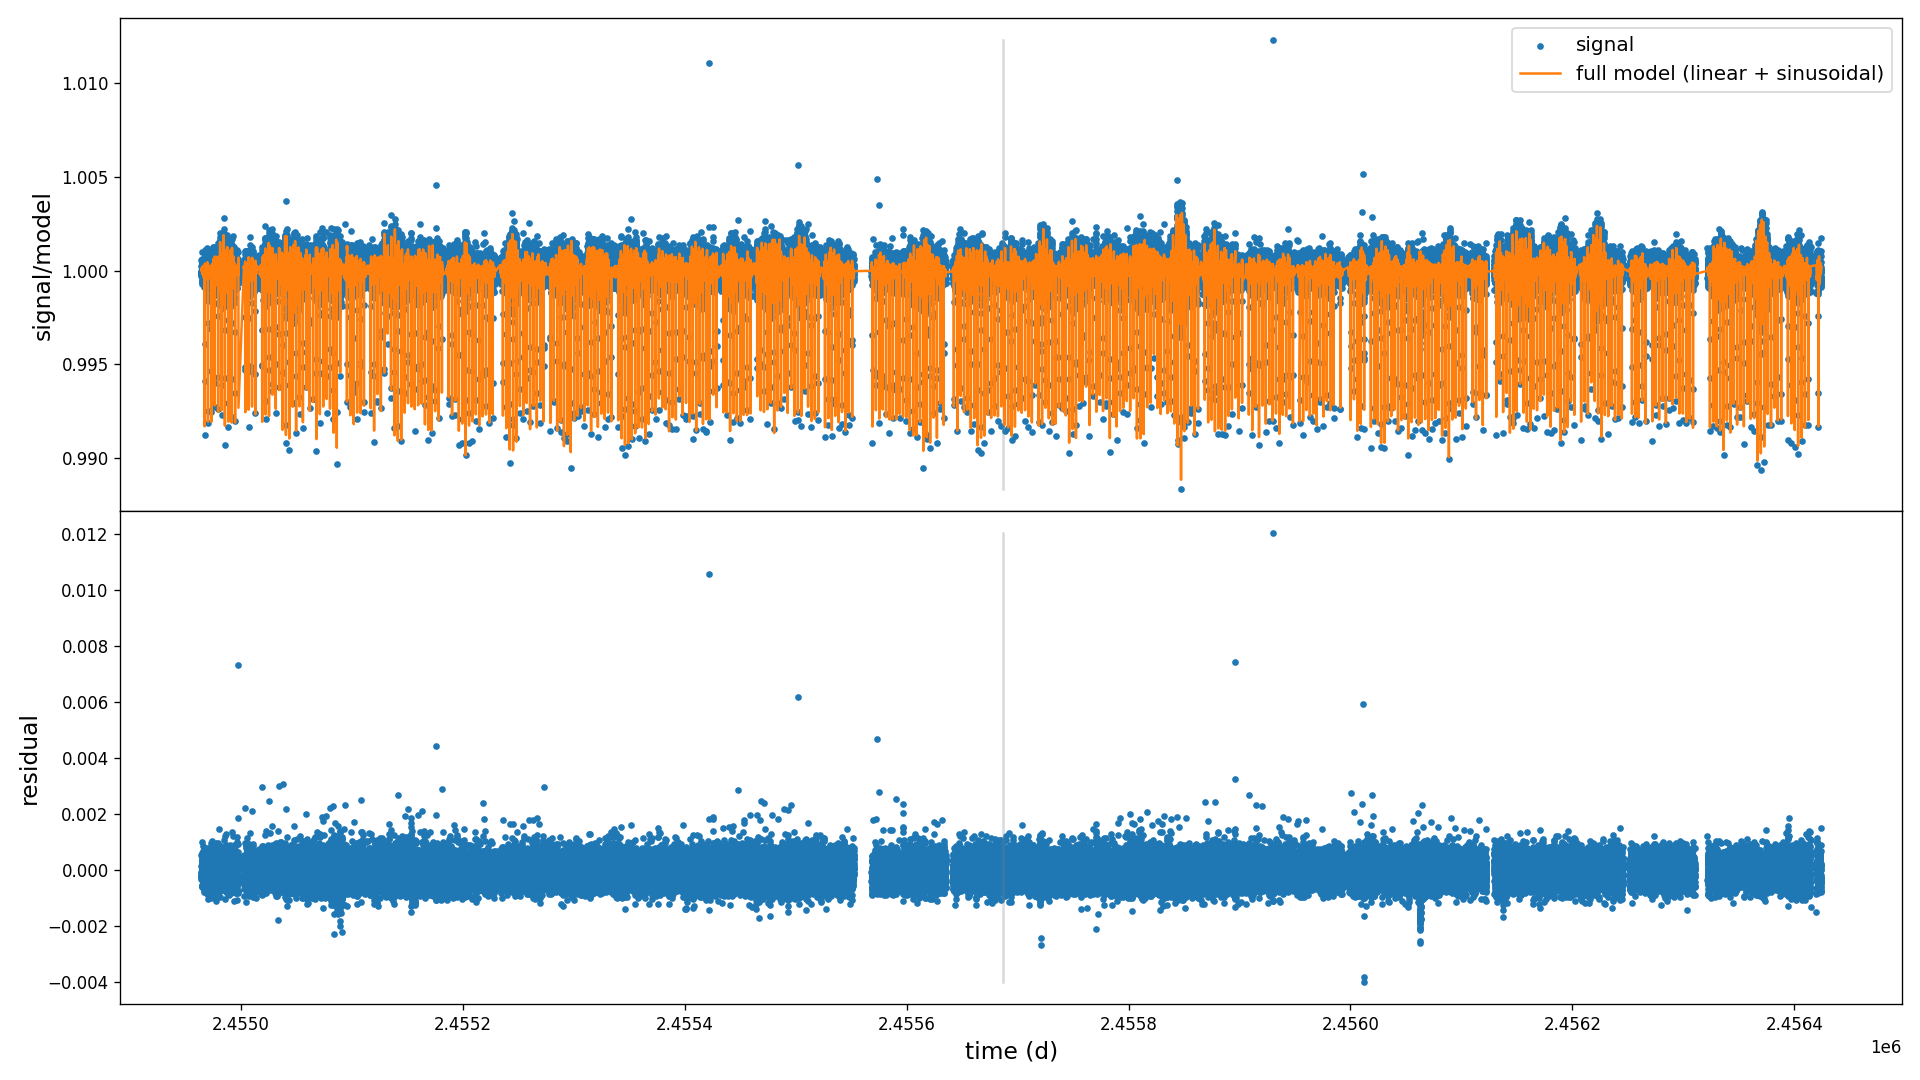 signal
full model (linear + sinusoidal)
1.010
1.005
1.000
0.995
0.990
signal/model
0.012
0.010
0.008
0.006
0.004
0.002
0.000
−0.002
−0.004
residual
2.4550 2.4552 2.4554 2.4556 2.4558 2.4560 2.4562 2.4564
1e6
time (d)